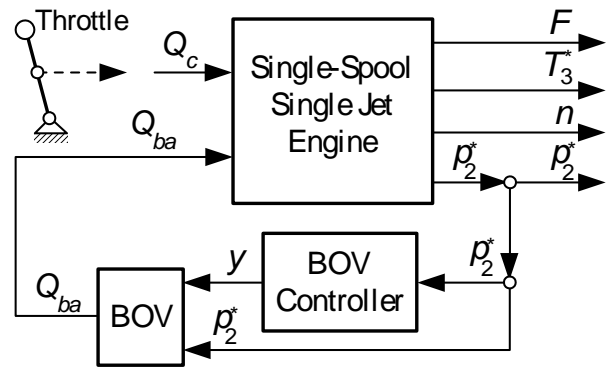 Throttle
Q_c
Q_ba
Single-Spool
Single Jet
Engine
F
T_3^*
n
p_2^*
p_2^*
p_2^*
y
BOV
Controller
Q_ba
BOV
p_2^*